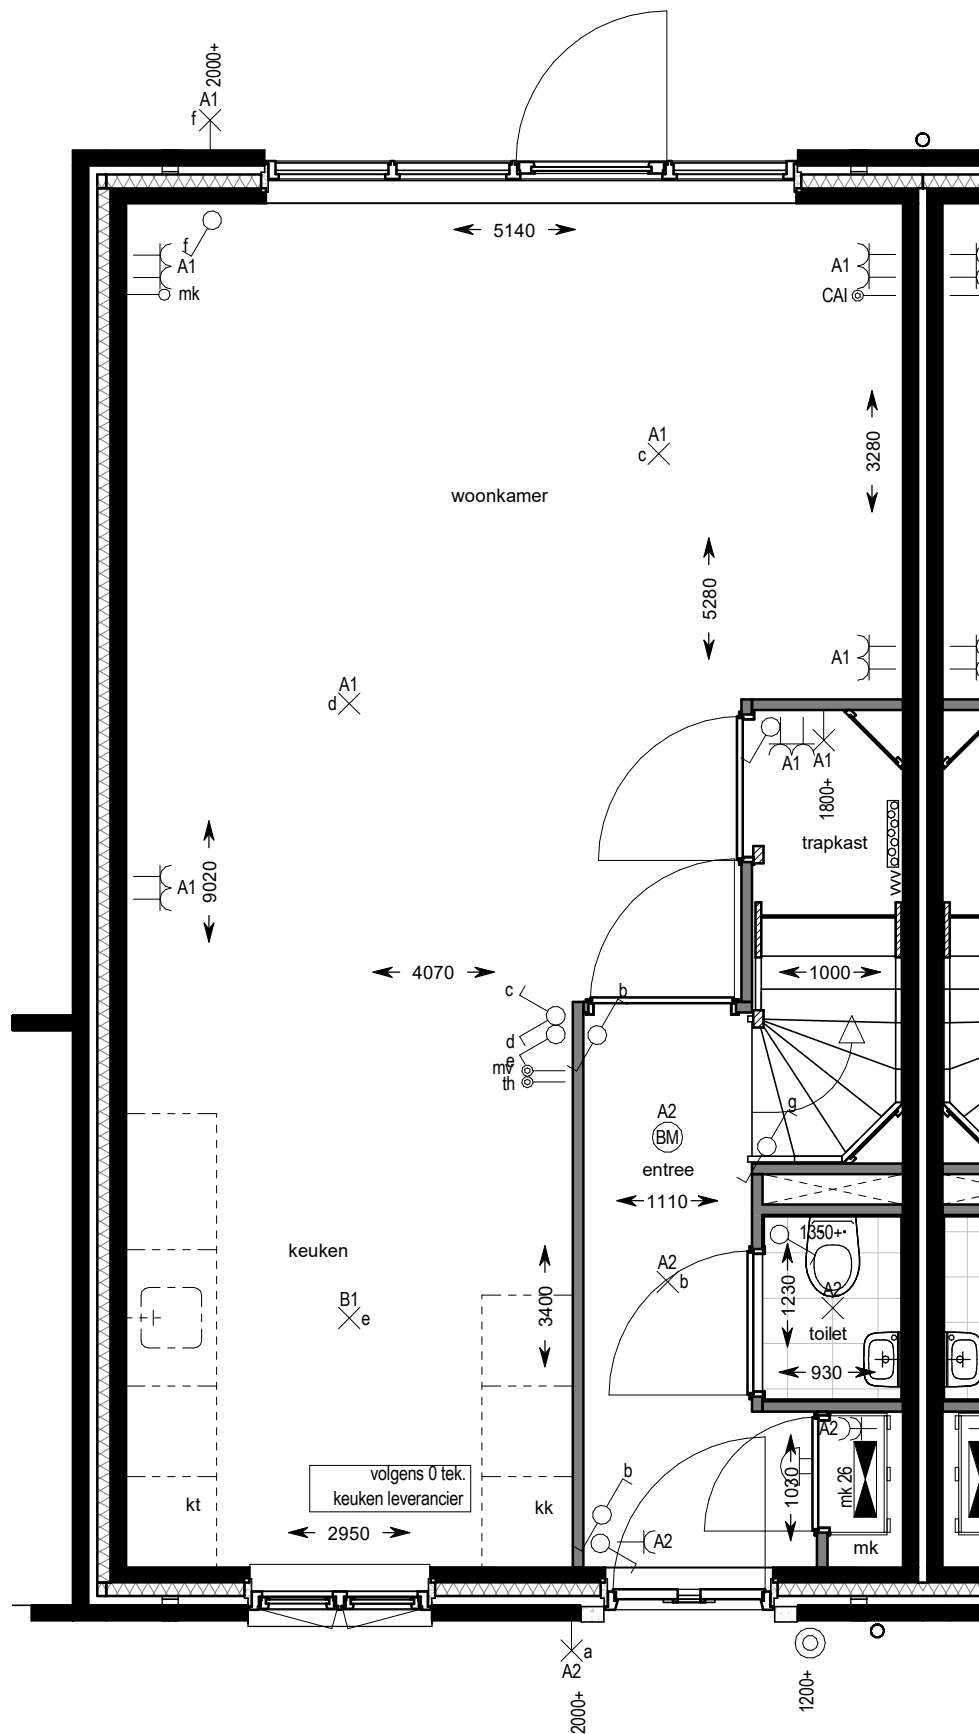 2000+
A1
f
5140
f
A1
mk
A1
CAI
A1
c
3280
woonkamer
5280
A1
A1
d
A1
A1
1800+
trapkast
A1
9020
vvv
4070
1000
c
b
d
e
mv
th
g
A2
BM
entree
1110
1350+
keuken
A2
b
1230
A2
B1
e
3400
toilet
930
A2
volgens 0 tek.
keuken leverancier
b
1030
mk 26
kt
kk
2950
A2
mk
a
A2
2000+
1200+